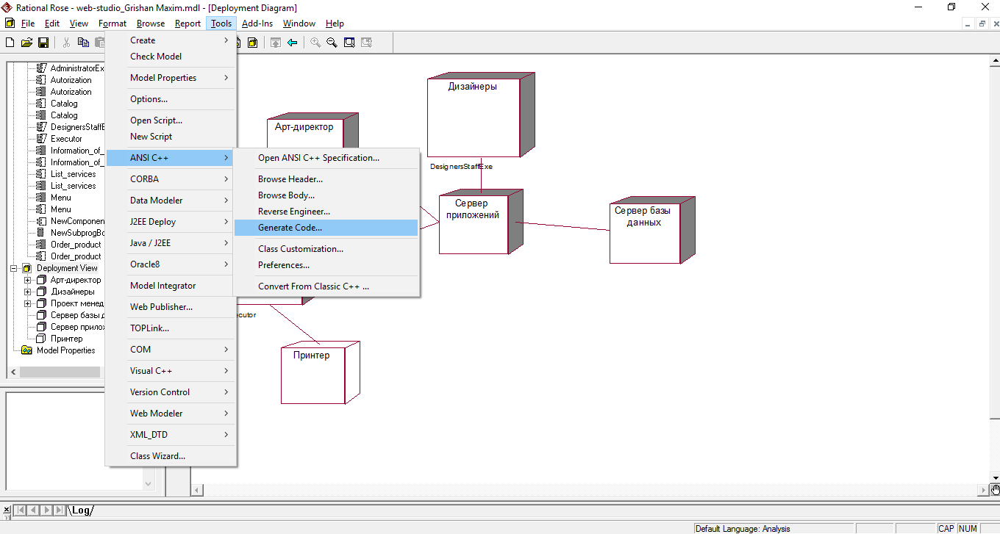 Rational Rose - web-studio_Grishan Maxim.mdl - [Deployment Diagram]
File Edit View Format Browse Report Tools Add-Ins Window Help
AdministratorEx
Autorization
Autorization
Catalog
Catalog
DesignersStaffE
Executor
Information_of_
Information_of_
List_services
List_services
Menu
Menu
NewComponen
NewSubprogBo
Order_product
Order_product
Deployment View
Арт-директор
Дизайнеры
Проект менед
Сервер базы д
Сервер прило
Принтер
Model Properties
Create
Check Model
Model Properties
Options...
Open Script...
New Script
ANSI C++
CORBA
Data Modeler
J2EE Deploy
Java / J2EE
Oracle8
Model Integrator
Web Publisher...
TOPLink...
COM
Visual C++
Version Control
Web Modeler
XML_DTD
Class Wizard...
Open ANSI C++ Specification...
Browse Header...
Browse Body...
Reverse Engineer...
Generate Code...
Class Customization...
Preferences...
Convert From Classic C++ ...
Дизайнеры
DesignersStaffExe
Арт-директор
Сервер
приложений
Сервер базы
данных
ecutor
Принтер
Log
Default Language: Analysis
CAP NUM